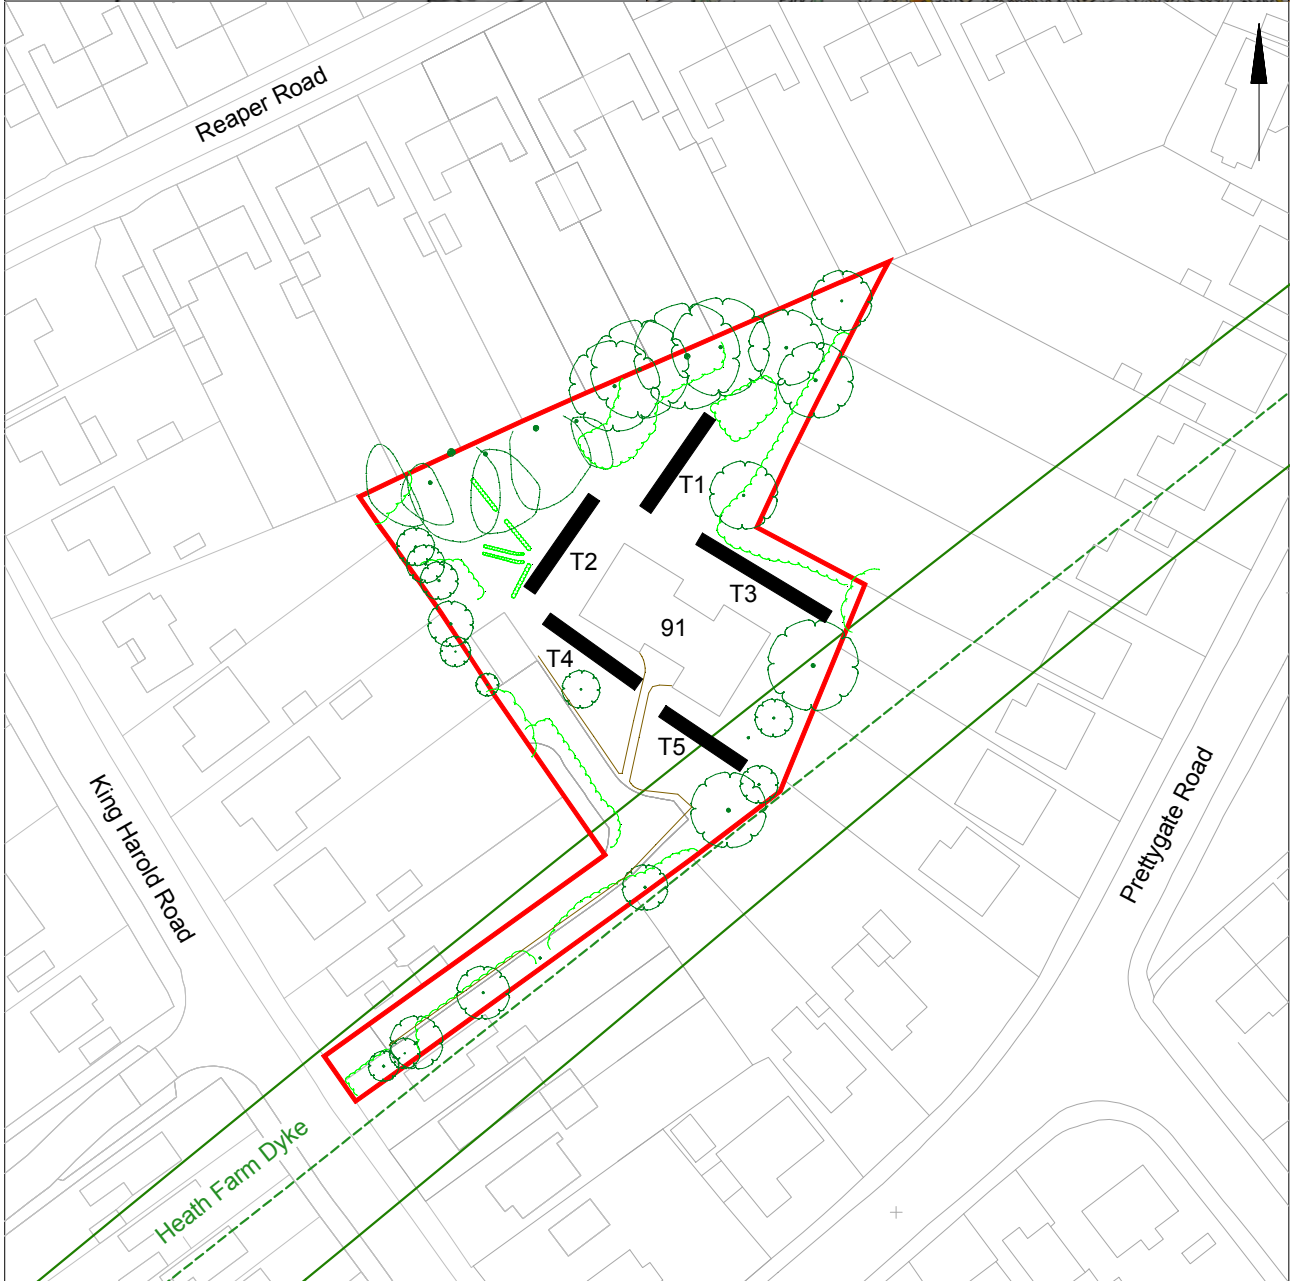 Reaper Road
T1
T2
T3
91
T4
T5
King Harold Road
Prettygate Road
Heath Farm Dyke